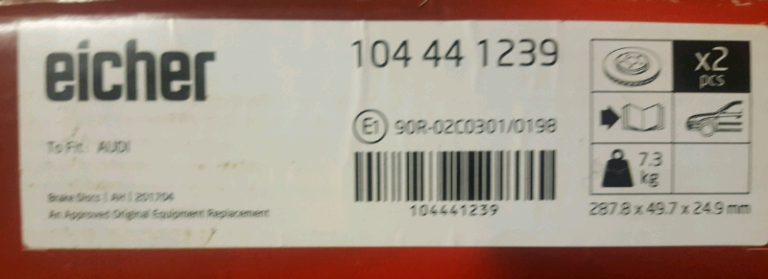 eicher
104 44 1239
x2
pcs
E1 90R-02C0301/0198
To Fit: AUDI
7.3
kg
Brake Discs | AH | 201704
An Approved Original Equipment Replacement
104441239
287.8 x 49.7 x 24.9 mm